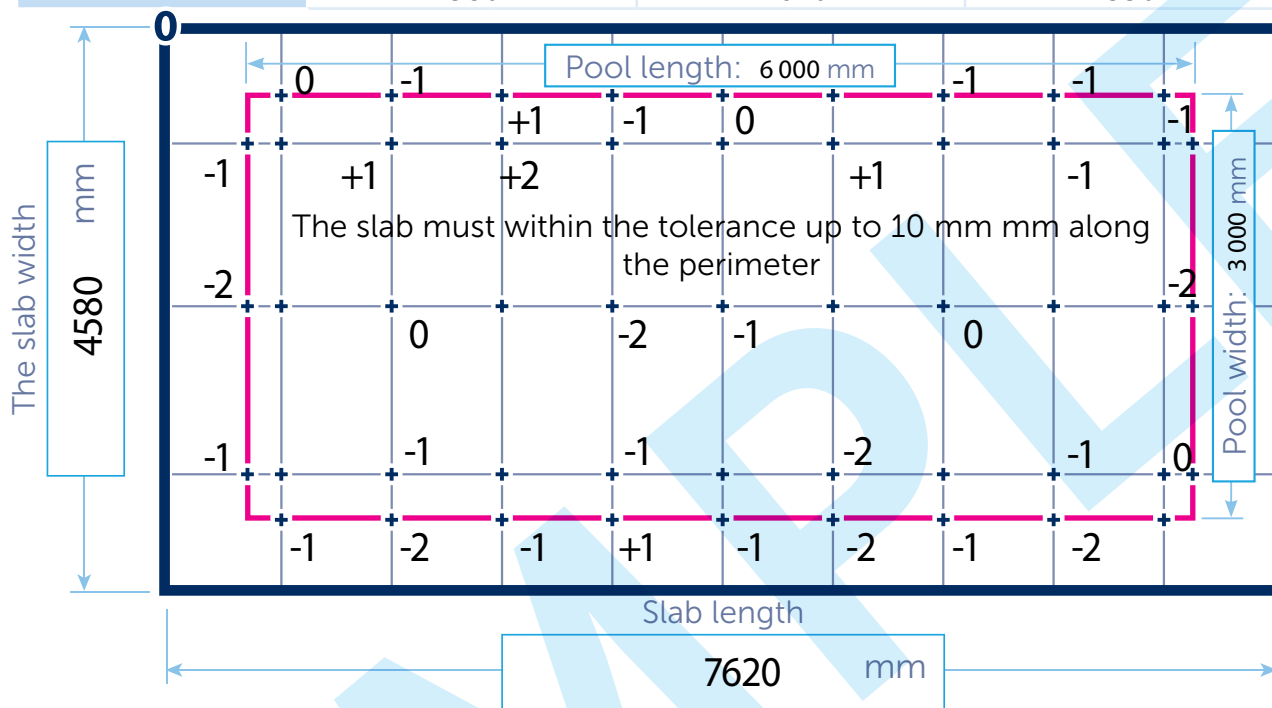 0
Pool length: 6 000 mm
0 -1 -1 -1
+1 -1 0 -1
-1 +1 +2 +1 -1
The slab must within the tolerance up to 10 mm mm along
the perimeter
-2 -2
0 -2 -1 0
-1 -1 -1 -2 -1 0
-1 -2 -1 +1 -1 -2 -1 -2
The slab width
4580 mm
Pool width: 3 000 mm
Slab length
7620 mm